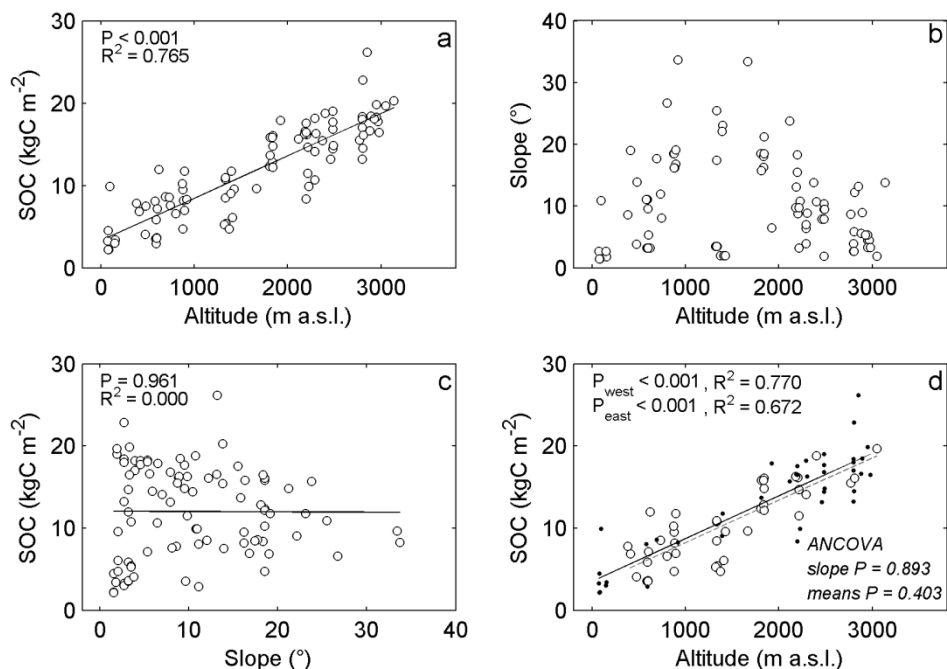 P < 0.001
R² = 0.765
a
SOC (kgC m⁻²)
30
20
10
0
0 1000 2000 3000
Altitude (m a.s.l.)
b
Slope (°)
40
30
20
10
0
0 1000 2000 3000
Altitude (m a.s.l.)
P = 0.961
R² = 0.000
c
SOC (kgC m⁻²)
30
20
10
0
0 10 20 30 40
Slope (°)
P_west < 0.001 , R² = 0.770
P_east < 0.001 , R² = 0.672
d
SOC (kgC m⁻²)
30
20
10
0
ANCOVA
slope P = 0.893
means P = 0.403
0 1000 2000 3000
Altitude (m a.s.l.)